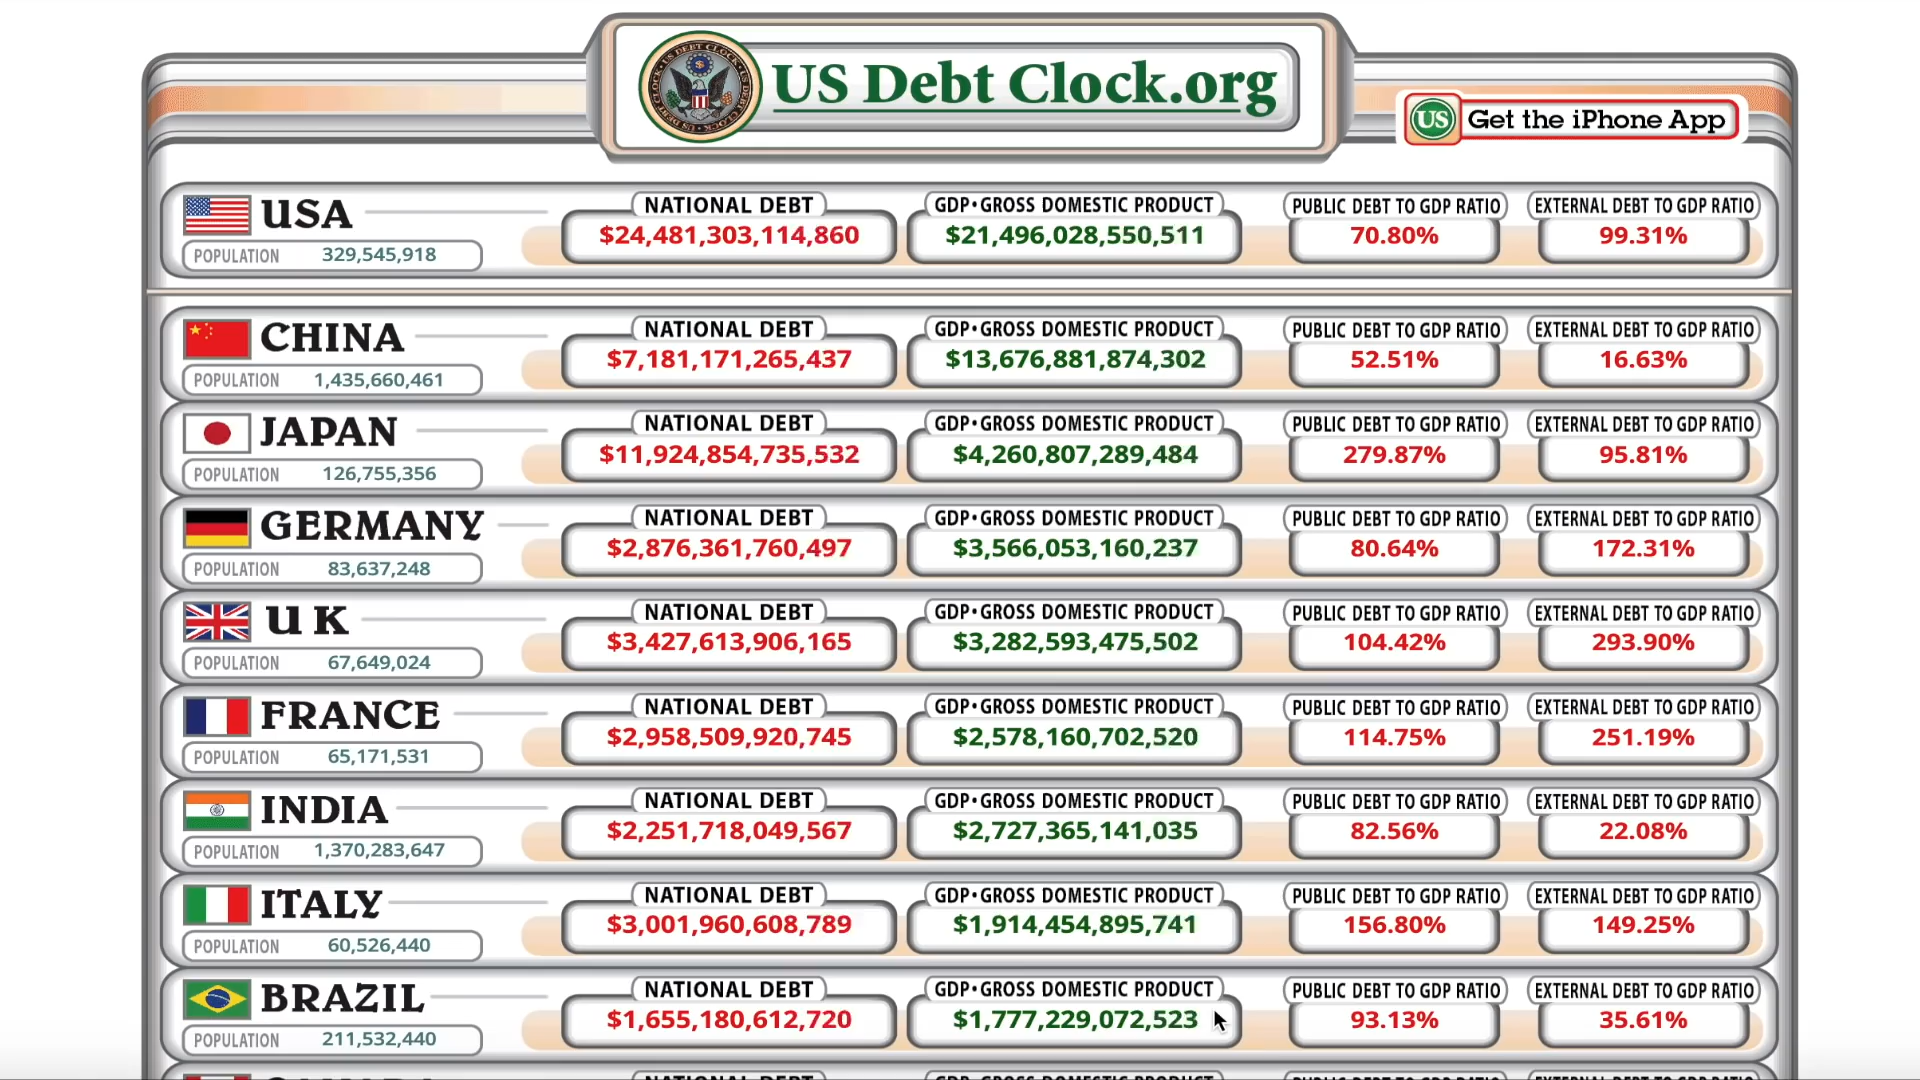 US Debt Clock.org
US Get the iPhone App
USA
POPULATION 329,545,918
NATIONAL DEBT
$24,481,303,114,860
GDP•GROSS DOMESTIC PRODUCT
$21,496,028,550,511
PUBLIC DEBT TO GDP RATIO
70.80%
EXTERNAL DEBT TO GDP RATIO
99.31%
CHINA
POPULATION 1,435,660,461
NATIONAL DEBT
$7,181,171,265,437
GDP•GROSS DOMESTIC PRODUCT
$13,676,881,874,302
PUBLIC DEBT TO GDP RATIO
52.51%
EXTERNAL DEBT TO GDP RATIO
16.63%
JAPAN
POPULATION 126,755,356
NATIONAL DEBT
$11,924,854,735,532
GDP•GROSS DOMESTIC PRODUCT
$4,260,807,289,484
PUBLIC DEBT TO GDP RATIO
279.87%
EXTERNAL DEBT TO GDP RATIO
95.81%
GERMANY
POPULATION 83,637,248
NATIONAL DEBT
$2,876,361,760,497
GDP•GROSS DOMESTIC PRODUCT
$3,566,053,160,237
PUBLIC DEBT TO GDP RATIO
80.64%
EXTERNAL DEBT TO GDP RATIO
172.31%
UK
POPULATION 67,649,024
NATIONAL DEBT
$3,427,613,906,165
GDP•GROSS DOMESTIC PRODUCT
$3,282,593,475,502
PUBLIC DEBT TO GDP RATIO
104.42%
EXTERNAL DEBT TO GDP RATIO
293.90%
FRANCE
POPULATION 65,171,531
NATIONAL DEBT
$2,958,509,920,745
GDP•GROSS DOMESTIC PRODUCT
$2,578,160,702,520
PUBLIC DEBT TO GDP RATIO
114.75%
EXTERNAL DEBT TO GDP RATIO
251.19%
INDIA
POPULATION 1,370,283,647
NATIONAL DEBT
$2,251,718,049,567
GDP•GROSS DOMESTIC PRODUCT
$2,727,365,141,035
PUBLIC DEBT TO GDP RATIO
82.56%
EXTERNAL DEBT TO GDP RATIO
22.08%
ITALY
POPULATION 60,526,440
NATIONAL DEBT
$3,001,960,608,789
GDP•GROSS DOMESTIC PRODUCT
$1,914,454,895,741
PUBLIC DEBT TO GDP RATIO
156.80%
EXTERNAL DEBT TO GDP RATIO
149.25%
BRAZIL
POPULATION 211,532,440
NATIONAL DEBT
$1,655,180,612,720
GDP•GROSS DOMESTIC PRODUCT
$1,777,229,072,523
PUBLIC DEBT TO GDP RATIO
93.13%
EXTERNAL DEBT TO GDP RATIO
35.61%